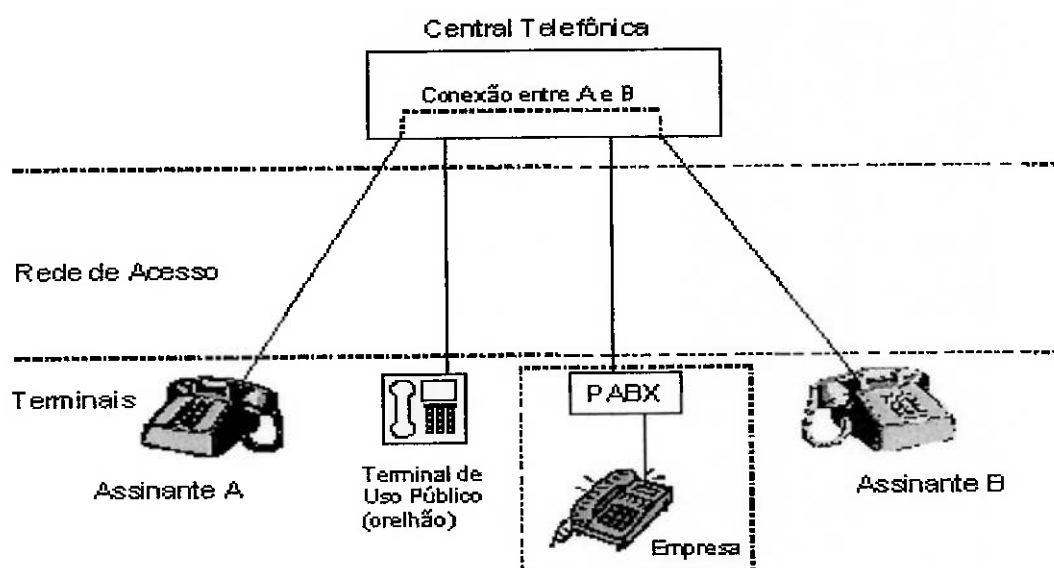 Central Telefônica
Conexão entre A e B
Rede de Acesso
Terminais
PABX
Assinante A
Terminal de
Uso Público
(orelhão)
Empresa
Assinante B